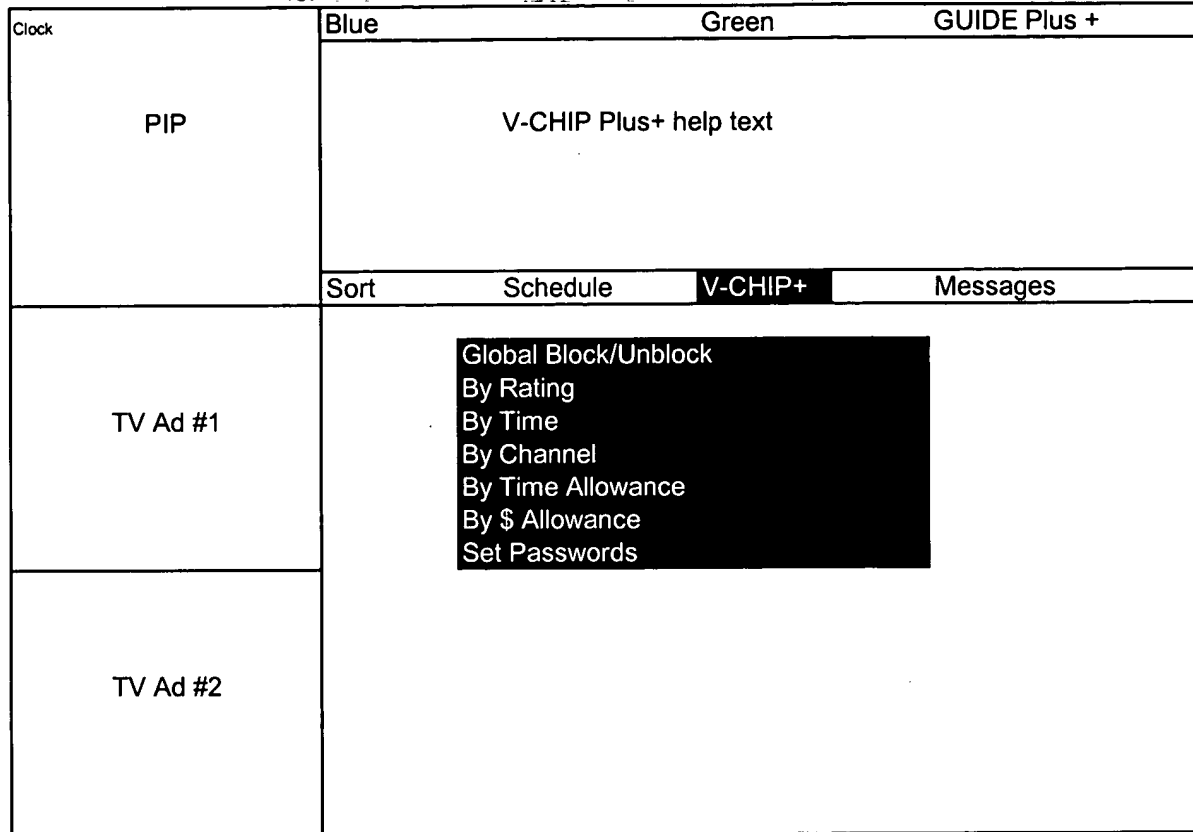 Clock
Blue Green GUIDE Plus +
PIP
V-CHIP Plus+ help text
Sort Schedule V-CHIP+ Messages
Global Block/Unblock
By Rating
By Time
By Channel
By Time Allowance
By $ Allowance
Set Passwords
TV Ad #1
TV Ad #2